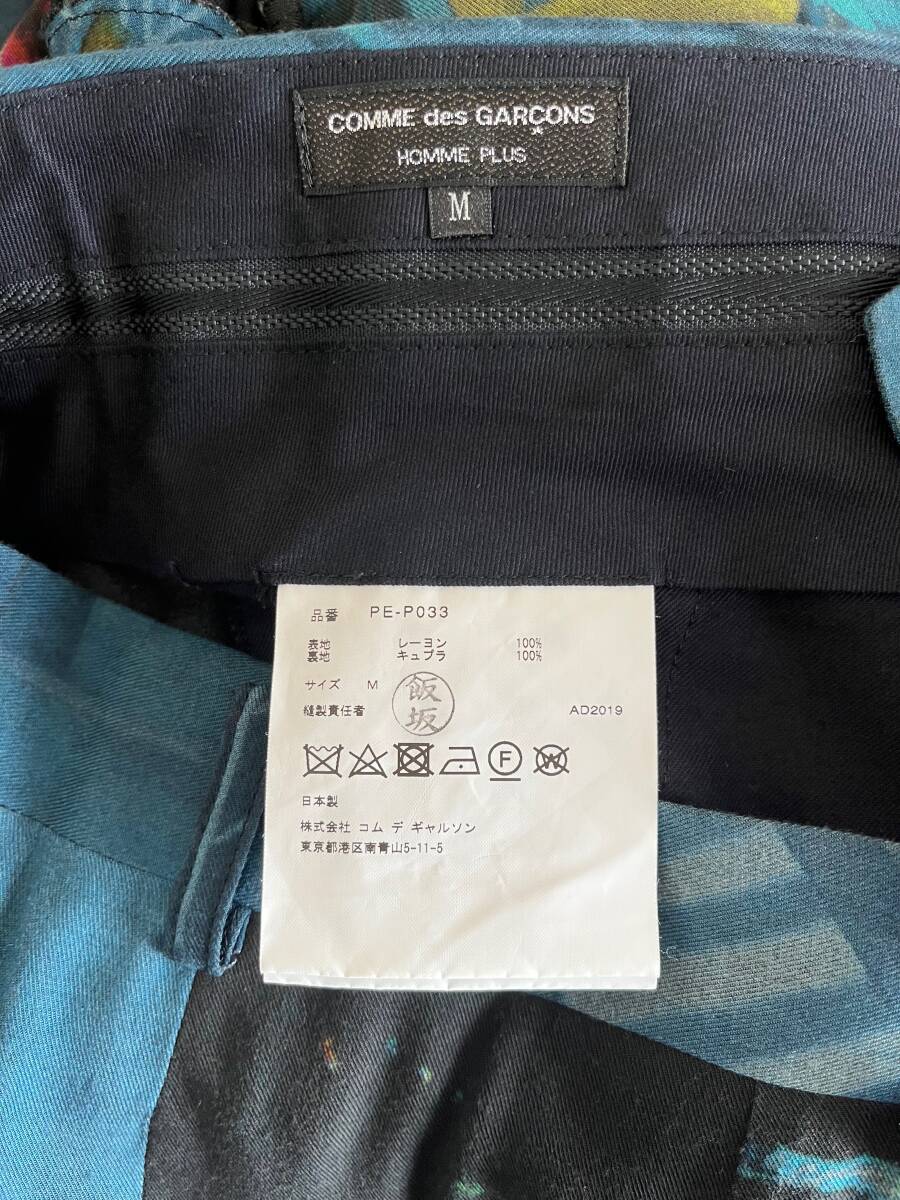 COMME des GARÇONS
HOMME PLUS
M
品番 PE-P033
表地 レーヨン 100%
裏地 キュプラ 100%
サイズ M
飯坂
縫製責任者 AD2019
F W
日本製
株式会社 コム デ ギャルソン
東京都港区南青山5-11-5